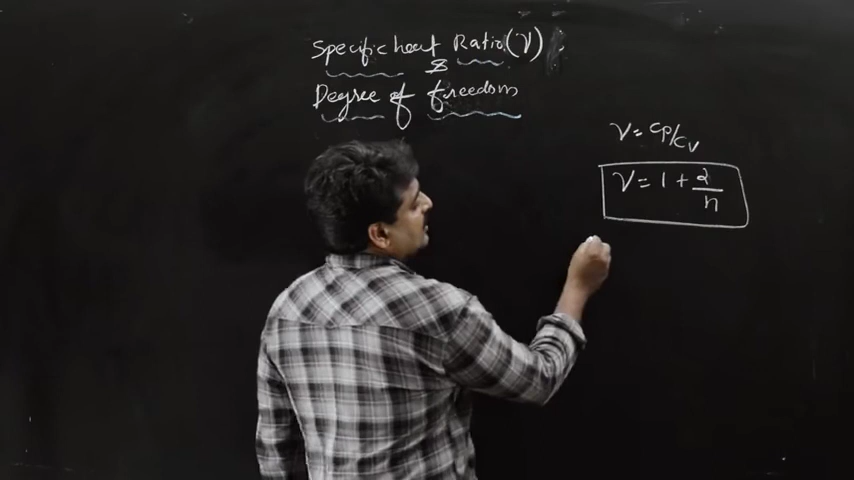 Specific heat Ratio (γ)
&
Degree of freedom
γ = Cp/Cv
γ = 1 + 2/n